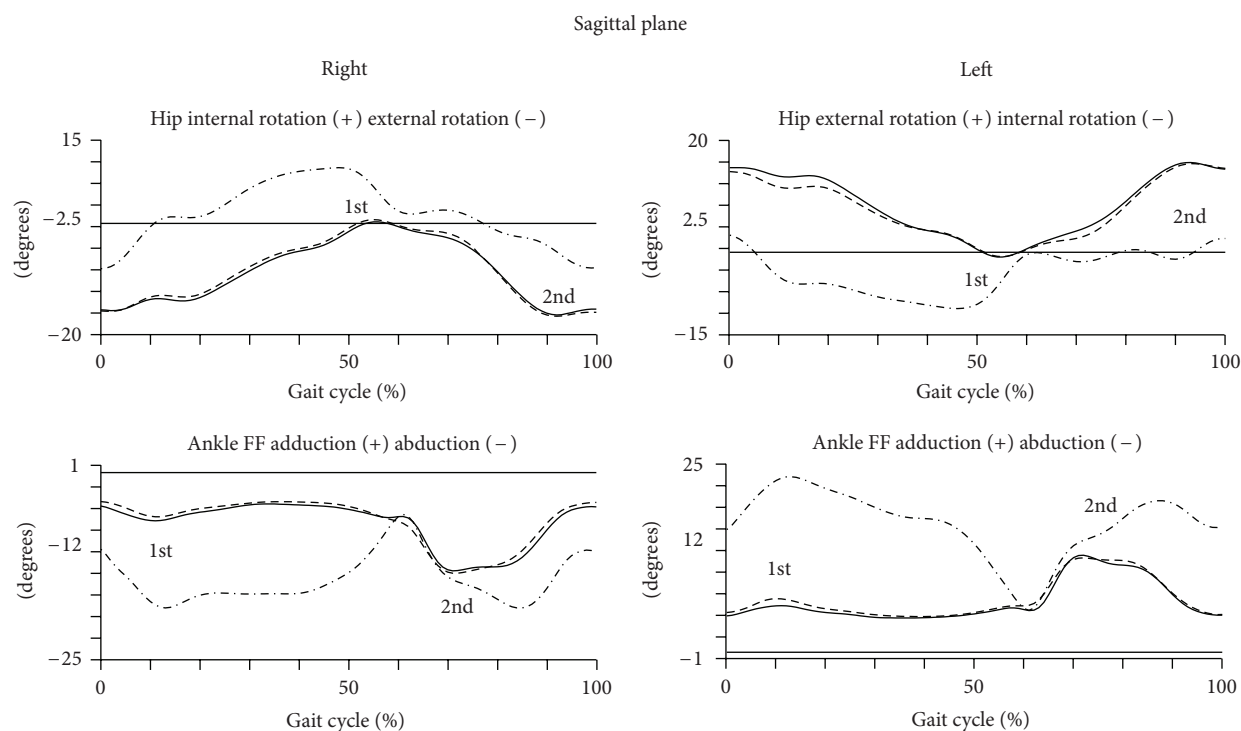 Sagittal plane
Right
Hip internal rotation (+) external rotation (−)
15
−2.5
−20
(degrees)
1st
2nd
0
50
100
Gait cycle (%)
Left
Hip external rotation (+) internal rotation (−)
20
2.5
−15
(degrees)
1st
2nd
0
50
100
Gait cycle (%)
Ankle FF adduction (+) abduction (−)
1
−12
−25
(degrees)
1st
2nd
0
50
100
Gait cycle (%)
Ankle FF adduction (+) abduction (−)
25
12
−1
(degrees)
1st
2nd
0
50
100
Gait cycle (%)